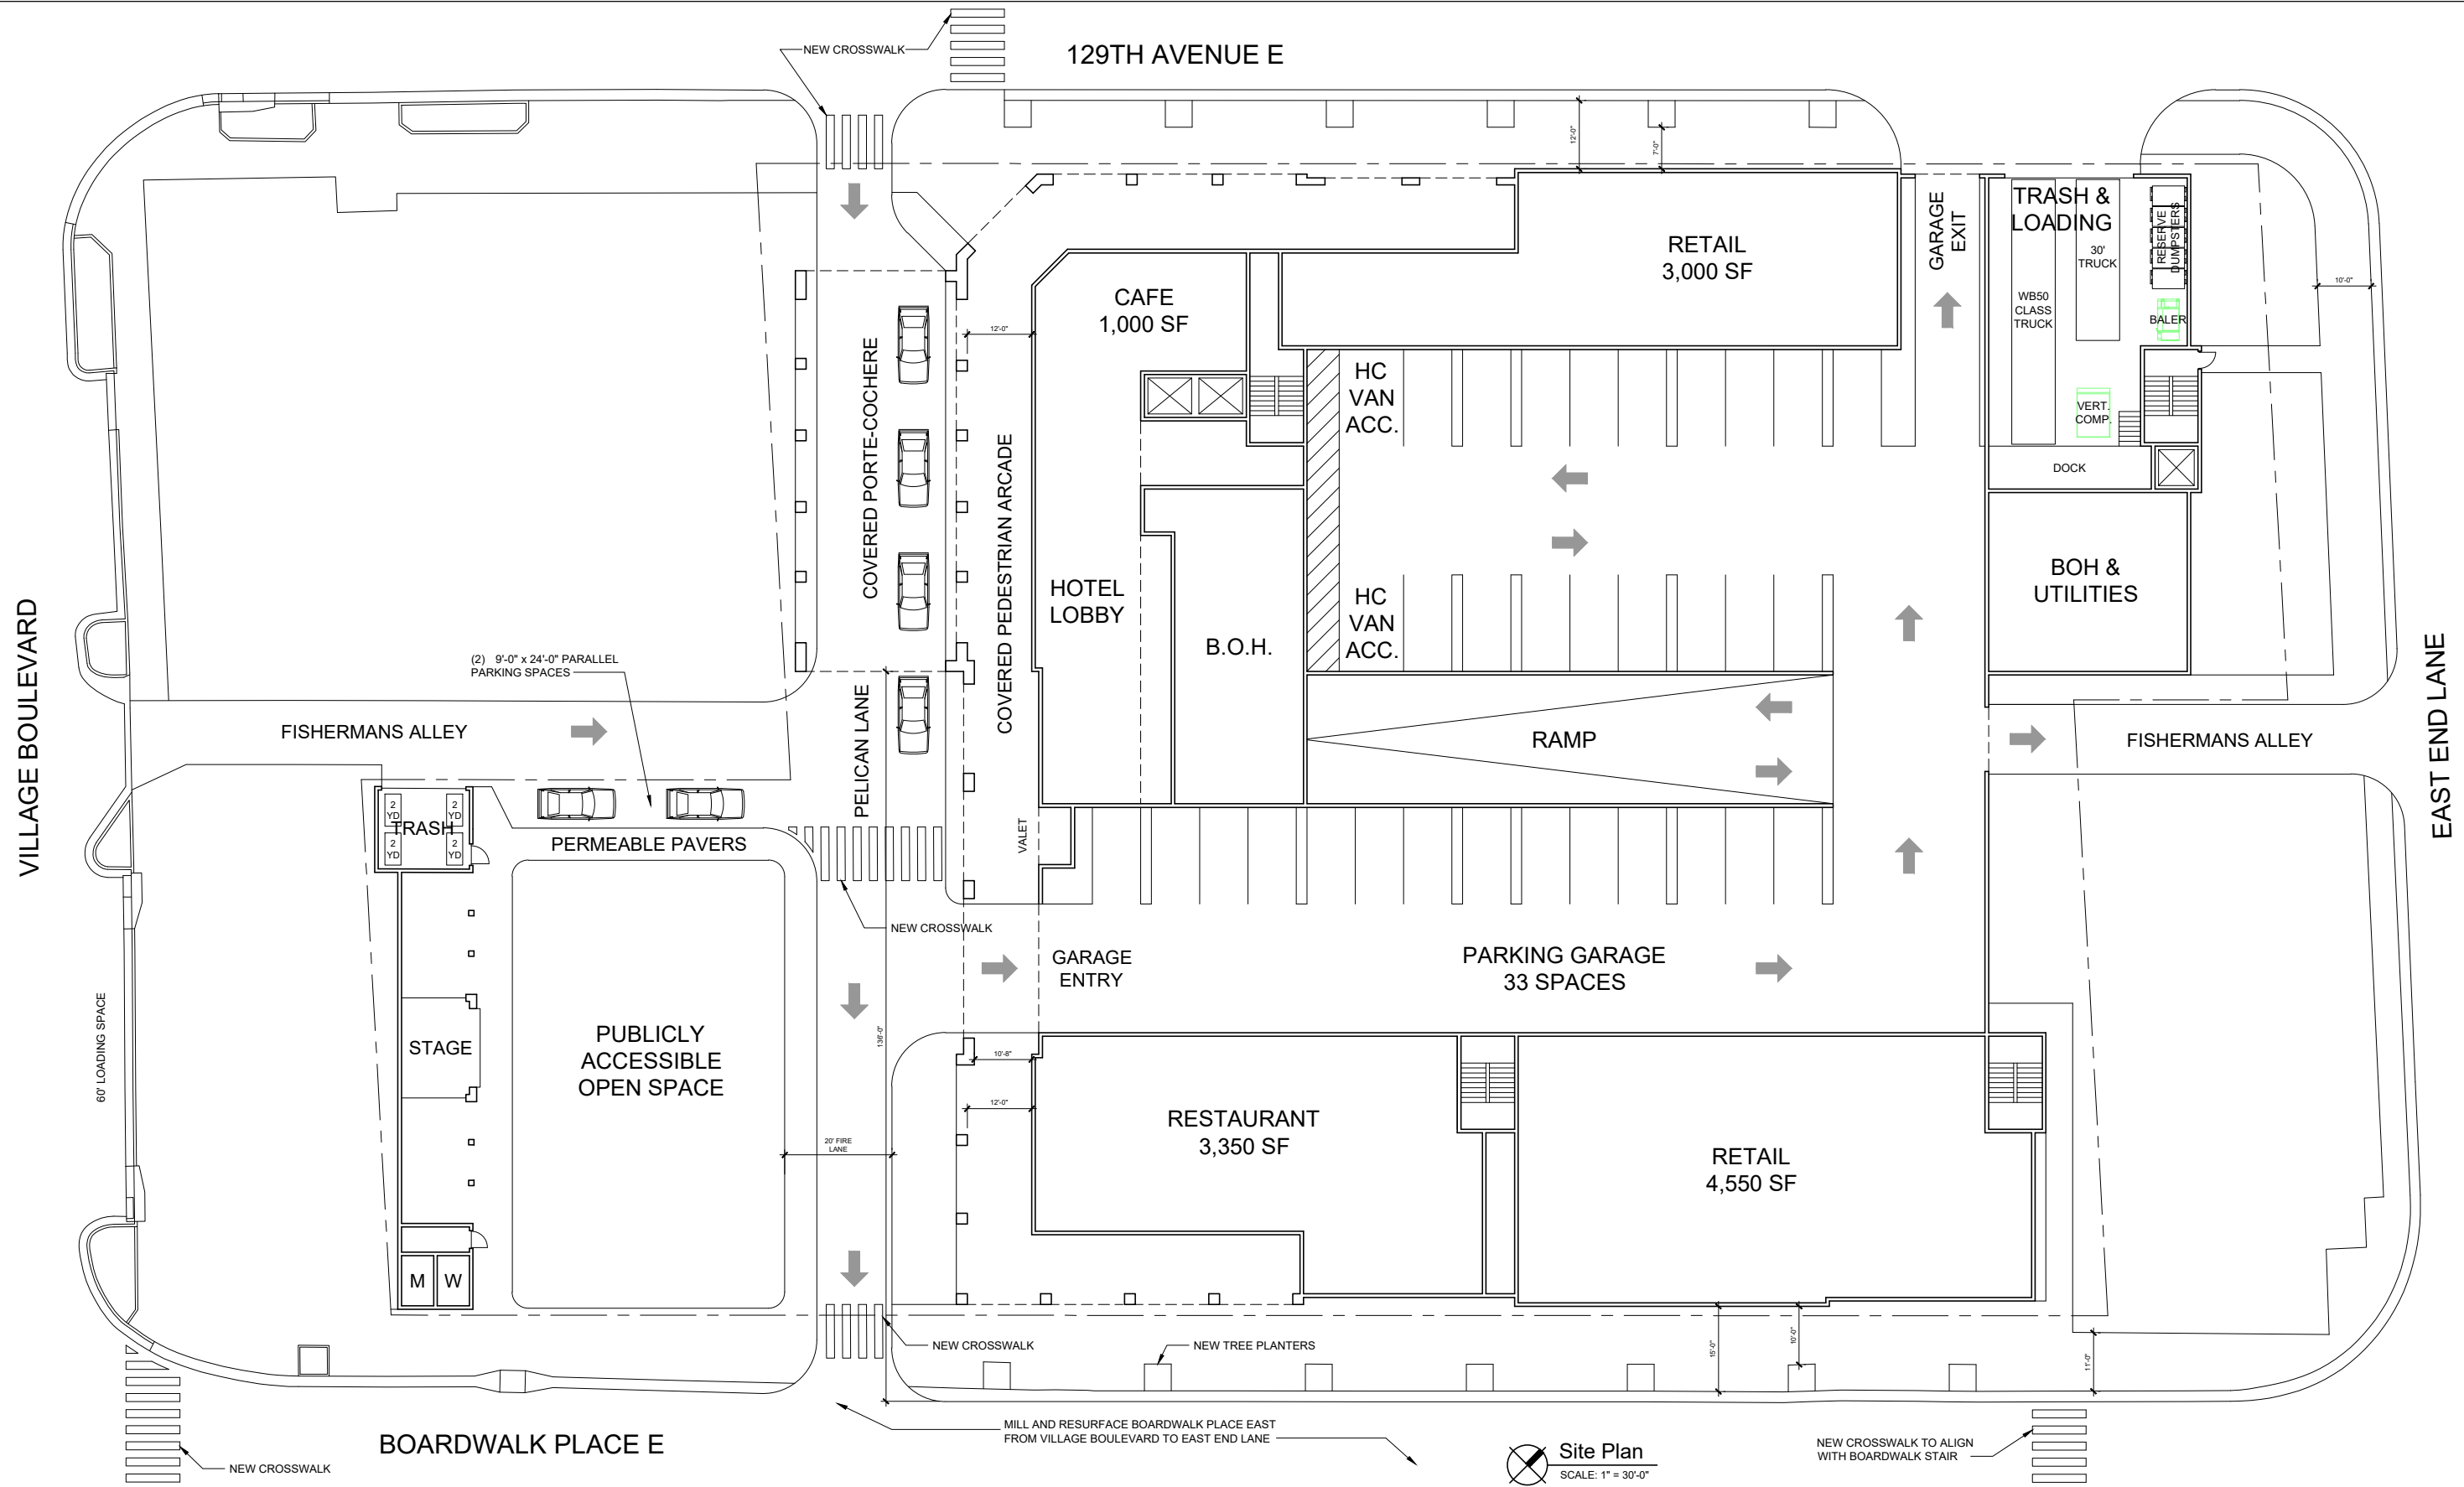 NEW CROSSWALK
129TH AVENUE E
12'-0"
7'-0"
GARAGE
EXIT
TRASH &
LOADING
RESERVE
DUMPSTERS
30'
TRUCK
WB50
CLASS
TRUCK
BALER
10'-0"
RETAIL
3,000 SF
CAFE
1,000 SF
12'-0"
COVERED PORTE-COCHERE
HC
VAN
ACC.
VERT.
COMP.
DOCK
COVERED PEDESTRIAN ARCADE
HOTEL
LOBBY
B.O.H.
HC
VAN
ACC.
BOH &
UTILITIES
VILLAGE BOULEVARD
EAST END LANE
(2) 9'-0" x 24'-0" PARALLEL
PARKING SPACES
FISHERMANS ALLEY
PELICAN LANE
RAMP
FISHERMANS ALLEY
2
YD
2
YD
TRASH
2
YD
2
YD
PERMEABLE PAVERS
VALET
NEW CROSSWALK
GARAGE
ENTRY
PARKING GARAGE
33 SPACES
60' LOADING SPACE
STAGE
PUBLICLY
ACCESSIBLE
OPEN SPACE
136'-0"
10'-8"
12'-0"
20' FIRE
LANE
RESTAURANT
3,350 SF
RETAIL
4,550 SF
M
W
NEW CROSSWALK
NEW TREE PLANTERS
15'-0"
10'-0"
11'-0"
MILL AND RESURFACE BOARDWALK PLACE EAST
FROM VILLAGE BOULEVARD TO EAST END LANE
BOARDWALK PLACE E
NEW CROSSWALK
Site Plan
SCALE: 1" = 30'-0"
NEW CROSSWALK TO ALIGN
WITH BOARDWALK STAIR